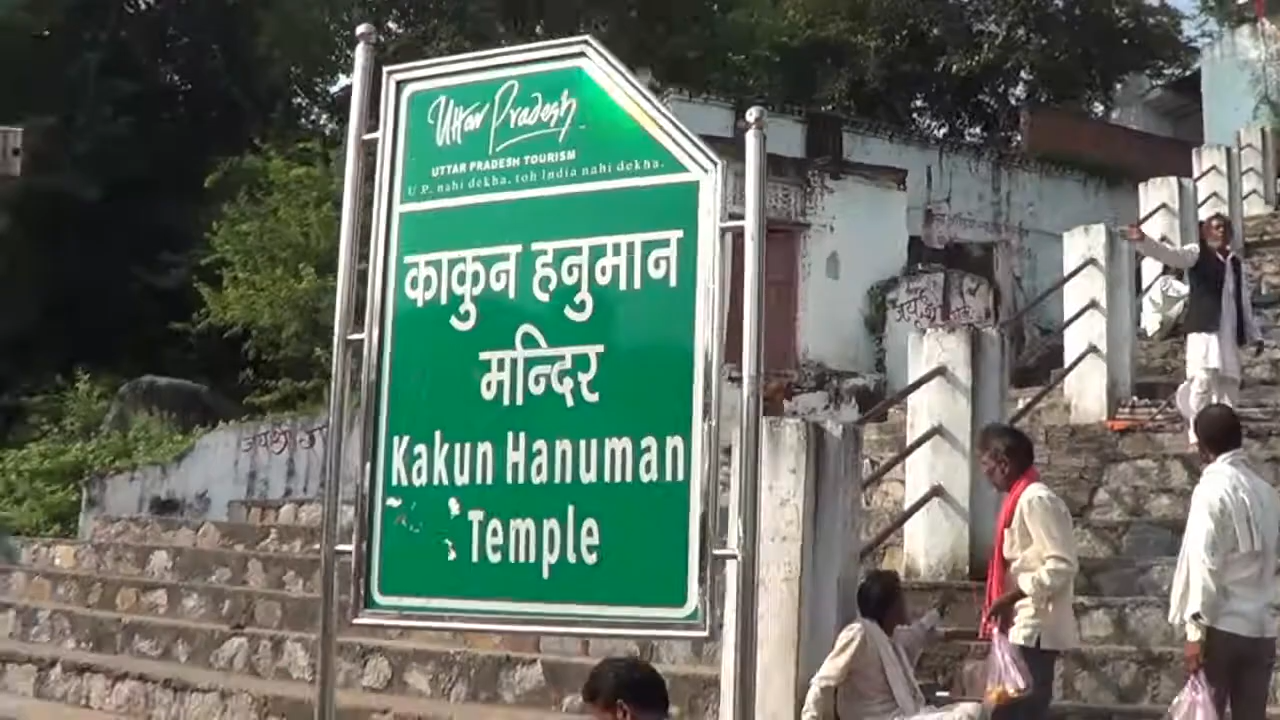 Uttar Pradesh
UTTAR PRADESH TOURISM
U.P. nahi dekha, toh India nahi dekha.
काकुन हनुमान
मन्दिर
Kakun Hanuman
Temple